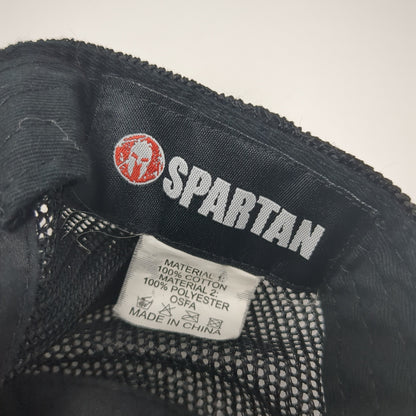 SPARTAN
MATERIAL 1:
100% COTTON
MATERIAL 2:
100% POLYESTER
OSFA
MADE IN CHINA